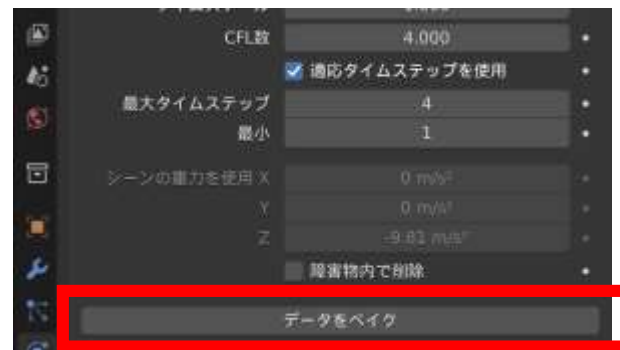 CFL数 4.000
適応タイムステップを使用
最大タイムステップ 4
最小 1
シーンの重力を使用 X 0 m/s²
Y 0 m/s²
Z -9.81 m/s²
障害物内で削除
データをベイク